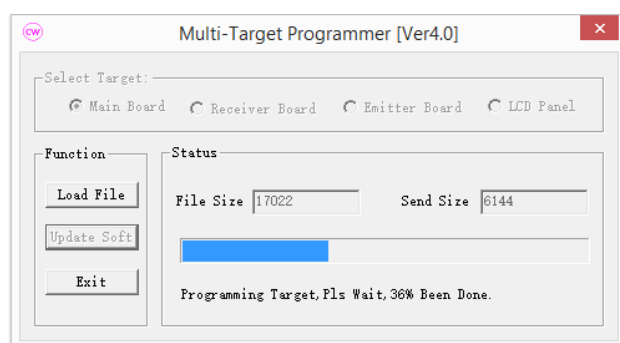 CW Multi-Target Programmer [Ver4.0] ×
Select Target:
Main Board Receiver Board Emitter Board LCD Panel
Function Status
Load File File Size 17022 Send Size 6144
Update Soft
Exit Programming Target,Pls Wait,36% Been Done.